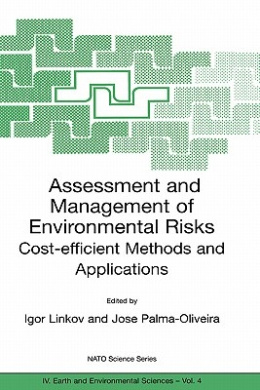 Assessment and
Management of
Environmental Risks
Cost-efficient Methods and
Applications
Edited by
Igor Linkov and Jose Palma-Oliveira
NATO Science Series
IV. Earth and Environmental Sciences – Vol. 4